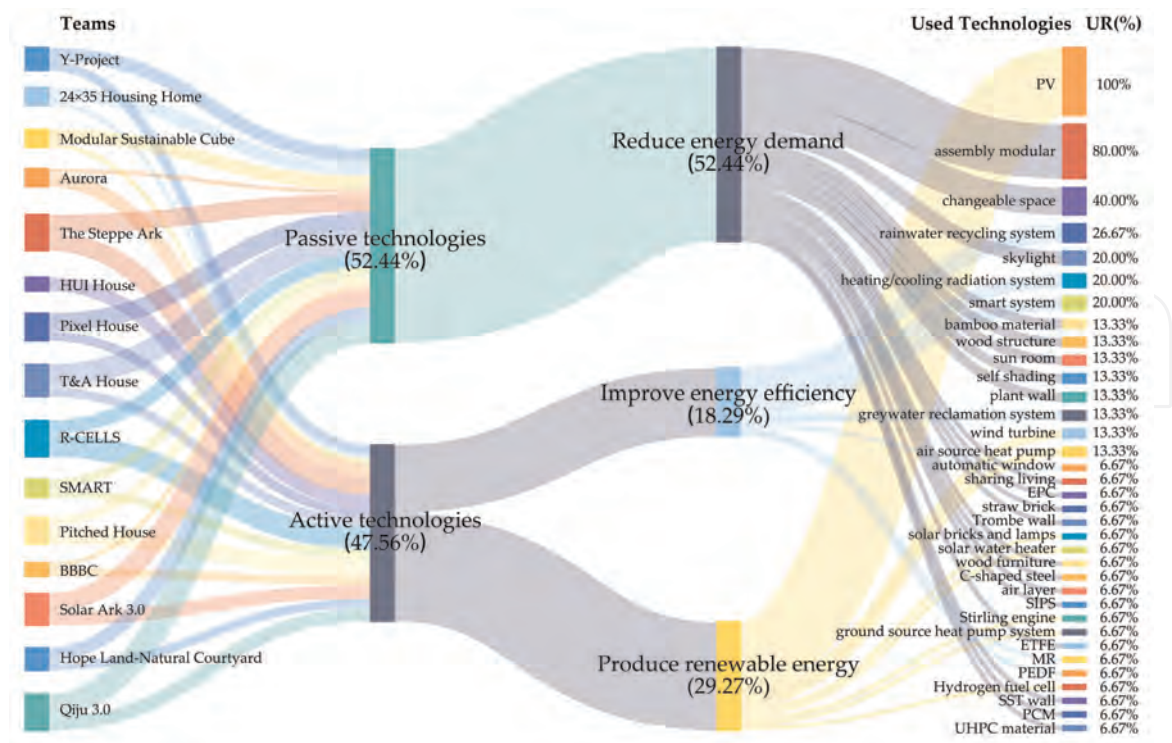 Teams
Used Technologies UR(%)
Y-Project
24×35 Housing Home
Modular Sustainable Cube
Aurora
The Steppe Ark
HUI House
Pixel House
T&A House
R-CELLS
SMART
Pitched House
BBBC
Solar Ark 3.0
Hope Land-Natural Courtyard
Qiju 3.0
Passive technologies
(52.44%)
Active technologies
(47.56%)
Reduce energy demand
(52.44%)
Improve energy efficiency
(18.29%)
Produce renewable energy
(29.27%)
PV 100%
assembly modular 80.00%
changeable space 40.00%
rainwater recycling system 26.67%
skylight 20.00%
heating/cooling radiation system 20.00%
smart system 20.00%
bamboo material 13.33%
wood structure 13.33%
sun room 13.33%
self shading 13.33%
plant wall 13.33%
greywater reclamation system 13.33%
wind turbine 13.33%
air source heat pump 13.33%
automatic window 6.67%
sharing living 6.67%
EPC 6.67%
straw brick 6.67%
Trombe wall 6.67%
solar bricks and lamps 6.67%
solar water heater 6.67%
wood furniture 6.67%
C-shaped steel 6.67%
air layer 6.67%
SIPS 6.67%
Stirling engine 6.67%
ground source heat pump system 6.67%
ETFE 6.67%
MR 6.67%
PEDF 6.67%
Hydrogen fuel cell 6.67%
SST wall 6.67%
PCM 6.67%
UHPC material 6.67%